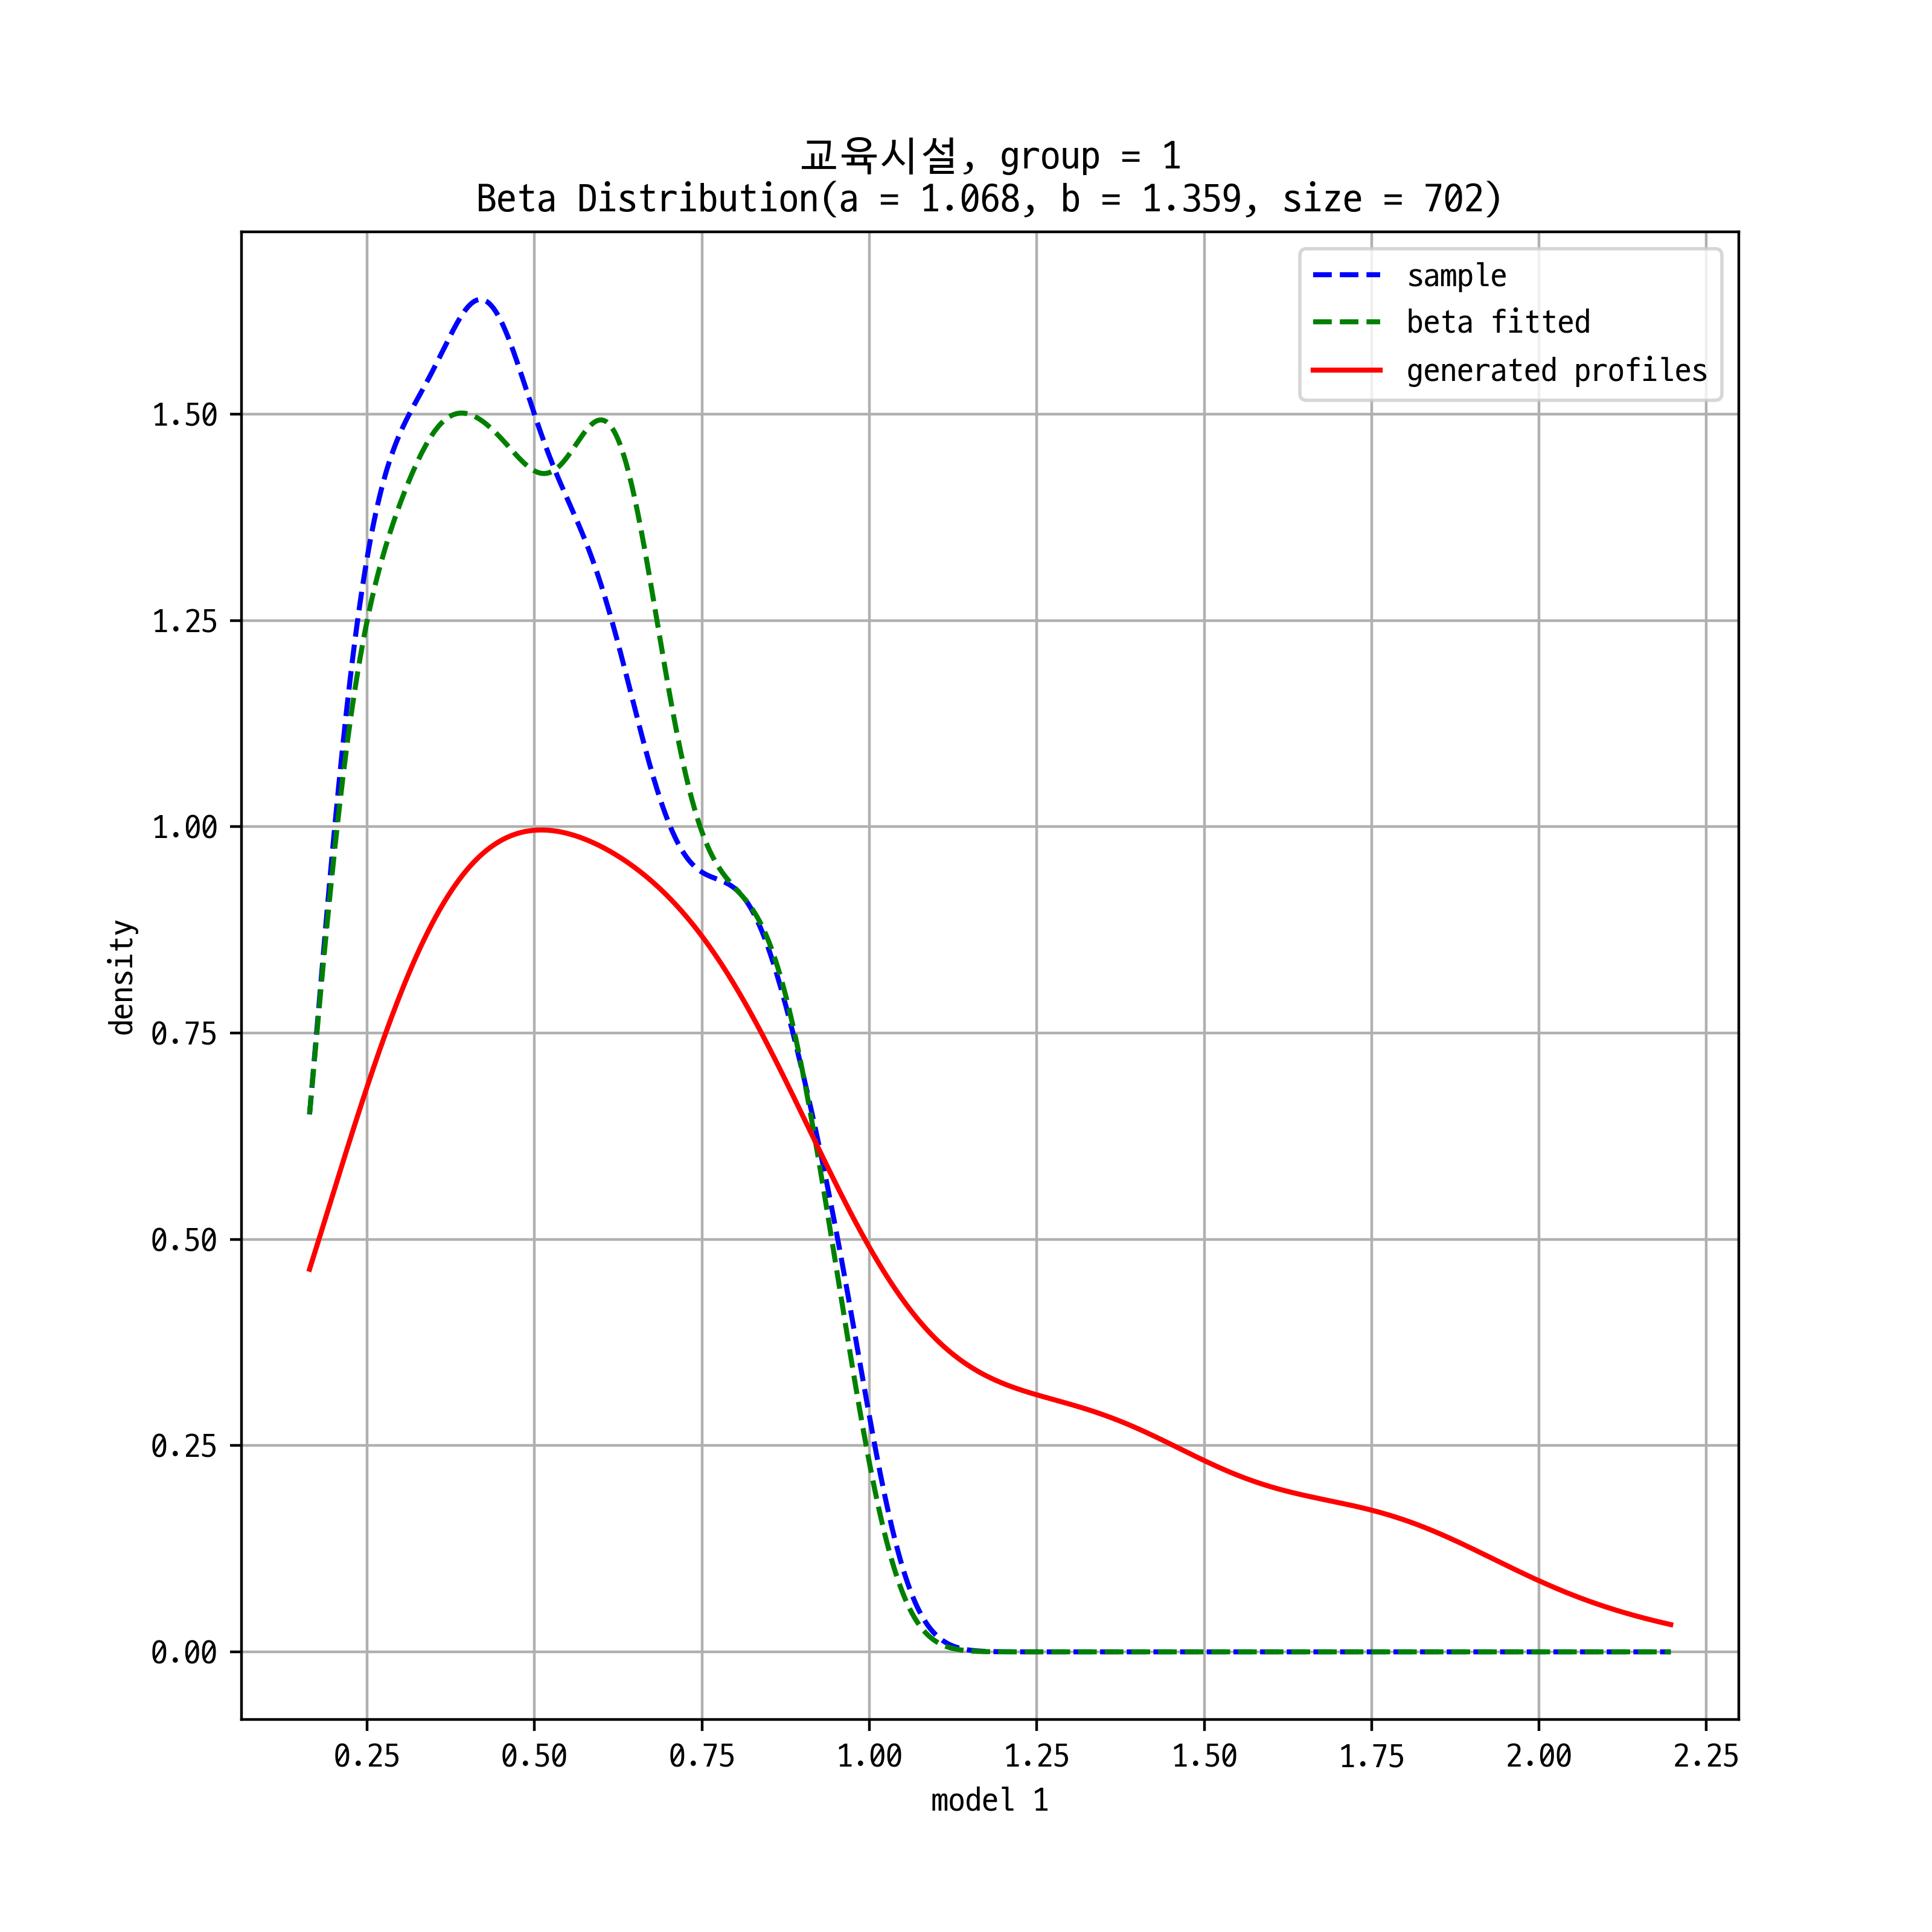 교육시설, group = 1
Beta Distribution(a = 1.068, b = 1.359, size = 702)
sample
beta fitted
generated profiles
density
1.50
1.25
1.00
0.75
0.50
0.25
0.00
0.25 0.50 0.75 1.00 1.25 1.50 1.75 2.00 2.25
model 1